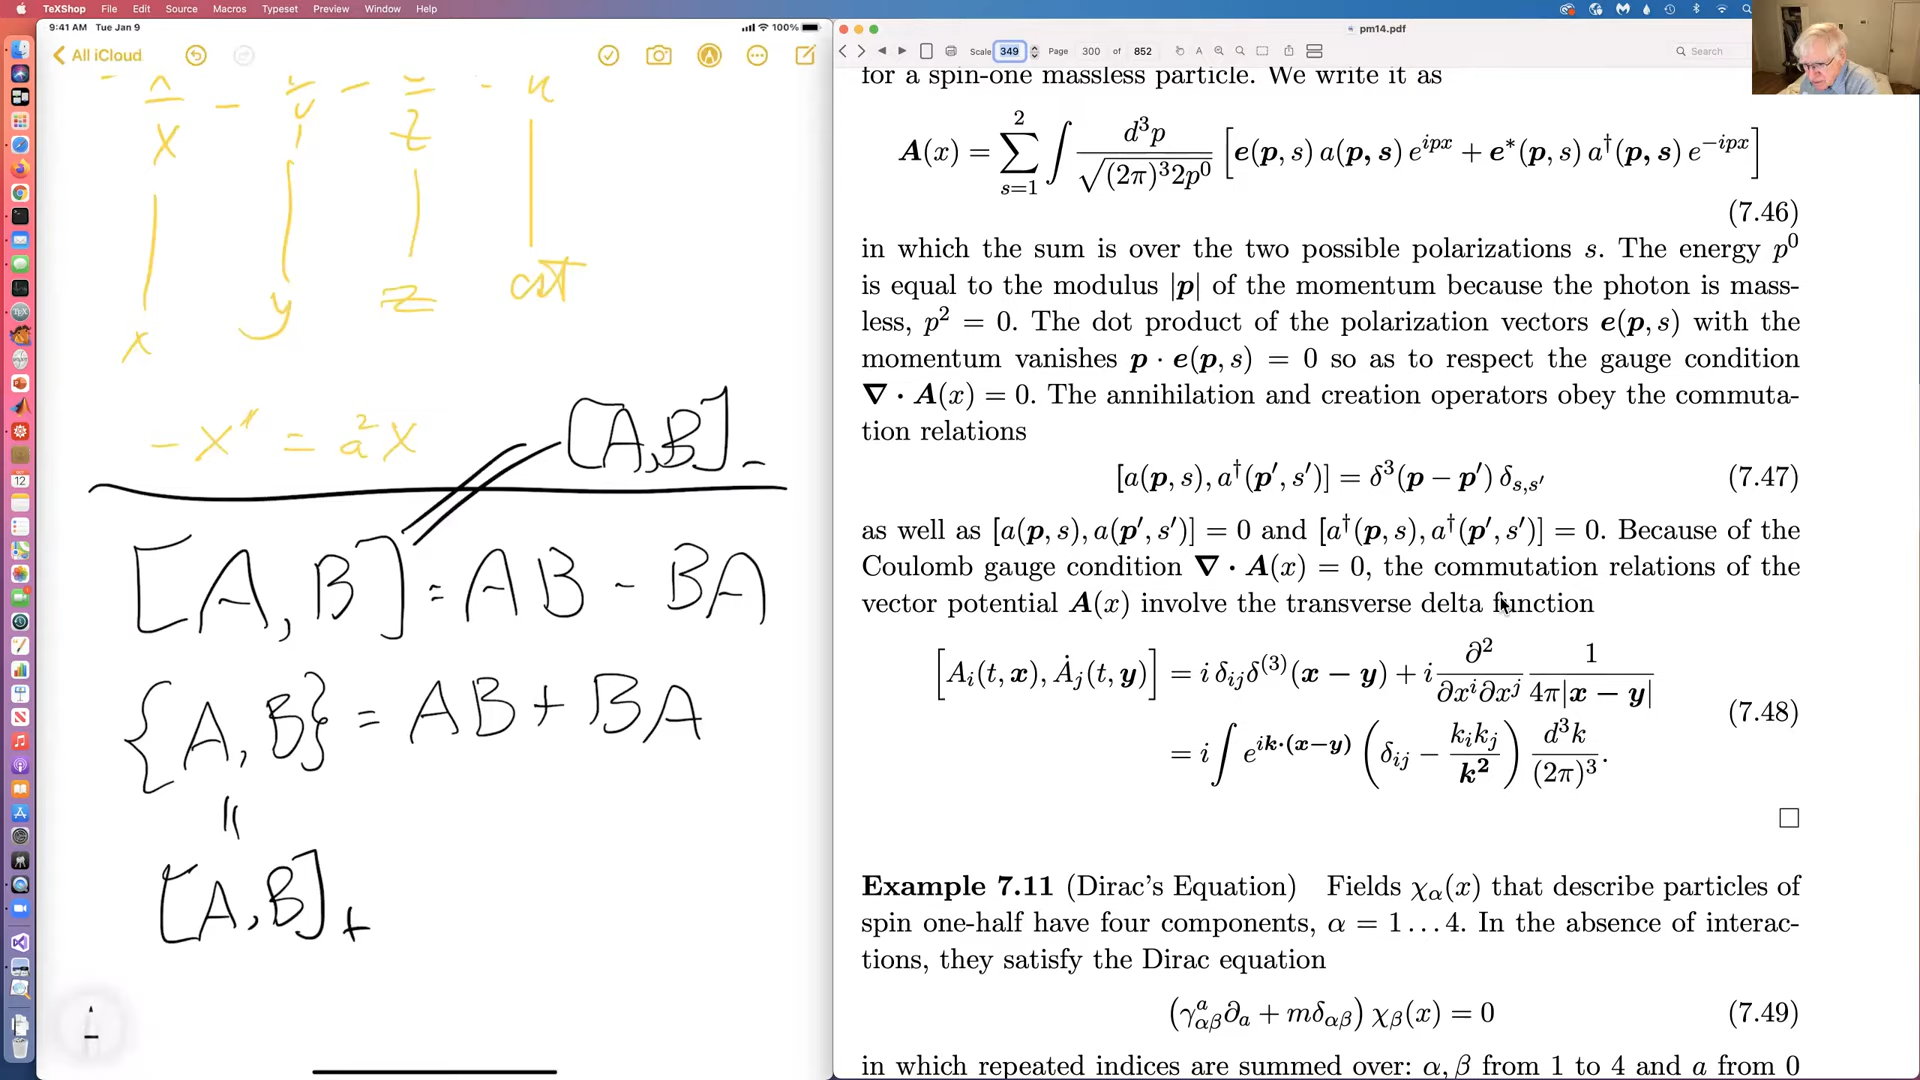 TeXShop File Edit Source Macros Typeset Preview Window Help
9:41 AM Tue Jan 9 100%
All iCloud
X Y Z
x y z ct
- X'' = a² X
[A,B]₋
[A, B] = AB - BA
{A, B} = AB + BA
=
[A,B]₊
pm14.pdf
Scale 349 Page 300 of 852 Search
for a spin-one massless particle. We write it as
A(x) = ∑_{s=1}^{2} ∫ d³p / √((2π)³2p⁰) [e(p, s) a(p, s) e^{ipx} + e*(p, s) a†(p, s) e^{−ipx}]
(7.46)
in which the sum is over the two possible polarizations s. The energy p⁰
is equal to the modulus |p| of the momentum because the photon is mass-
less, p² = 0. The dot product of the polarization vectors e(p, s) with the
momentum vanishes p · e(p, s) = 0 so as to respect the gauge condition
∇ · A(x) = 0. The annihilation and creation operators obey the commuta-
tion relations
[a(p, s), a†(p′, s′)] = δ³(p − p′) δ_{s,s′} (7.47)
as well as [a(p, s), a(p′, s′)] = 0 and [a†(p, s), a†(p′, s′)] = 0. Because of the
Coulomb gauge condition ∇ · A(x) = 0, the commutation relations of the
vector potential A(x) involve the transverse delta function
[A_i(t, x), Ȧ_j(t, y)] = i δ_{ij}δ^{(3)}(x − y) + i ∂²/∂xⁱ∂xʲ 1/4π|x − y|
(7.48)
= i ∫ e^{ik·(x−y)} (δ_{ij} − k_i k_j / k²) d³k / (2π)³.
□
Example 7.11 (Dirac's Equation) Fields χ_α(x) that describe particles of
spin one-half have four components, α = 1 . . . 4. In the absence of interac-
tions, they satisfy the Dirac equation
(γ^a_{αβ}∂_a + mδ_{αβ}) χ_β(x) = 0 (7.49)
in which repeated indices are summed over: α, β from 1 to 4 and a from 0